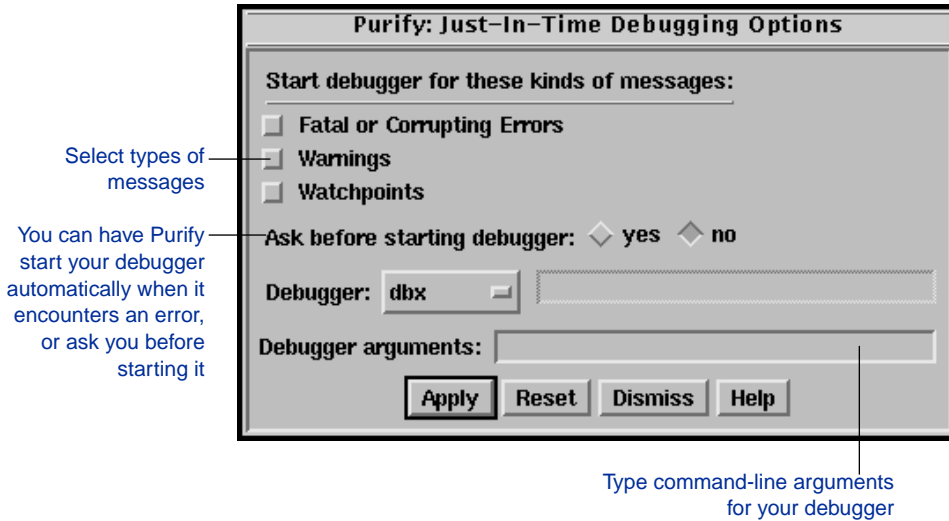 Purify: Just-In-Time Debugging Options
Start debugger for these kinds of messages:
Fatal or Corrupting Errors
Warnings
Watchpoints
Select types of
messages
Ask before starting debugger: yes no
You can have Purify
start your debugger
automatically when it
encounters an error,
or ask you before
starting it
Debugger: dbx
Debugger arguments:
Apply Reset Dismiss Help
Type command-line arguments
for your debugger